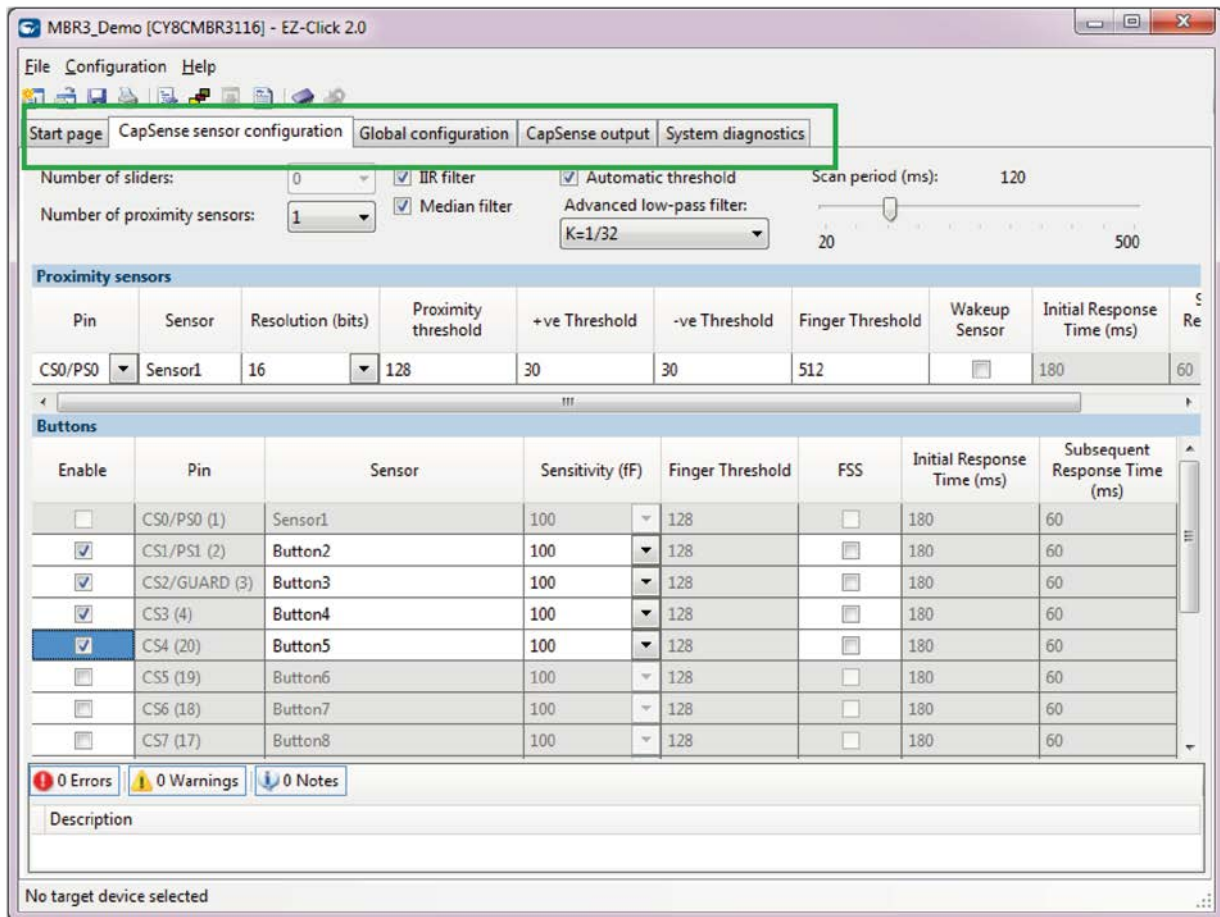 MBR3_Demo [CY8CMBR3116] - EZ-Click 2.0
File Configuration Help
Start page CapSense sensor configuration Global configuration CapSense output System diagnostics
Number of sliders: 0 IIR filter Automatic threshold Scan period (ms): 120
Number of proximity sensors: 1 Median filter Advanced low-pass filter:
K=1/32 20 500
Proximity sensors
Pin Sensor Resolution (bits) Proximity threshold +ve Threshold -ve Threshold Finger Threshold Wakeup Sensor Initial Response Time (ms)
CS0/PS0 Sensor1 16 128 30 30 512 180 60
Buttons
Enable Pin Sensor Sensitivity (fF) Finger Threshold FSS Initial Response Time (ms) Subsequent Response Time (ms)
CS0/PS0 (1) Sensor1 100 128 180 60
CS1/PS1 (2) Button2 100 128 180 60
CS2/GUARD (3) Button3 100 128 180 60
CS3 (4) Button4 100 128 180 60
CS4 (20) Button5 100 128 180 60
CS5 (19) Button6 100 128 180 60
CS6 (18) Button7 100 128 180 60
CS7 (17) Button8 100 128 180 60
0 Errors 0 Warnings 0 Notes
Description
No target device selected